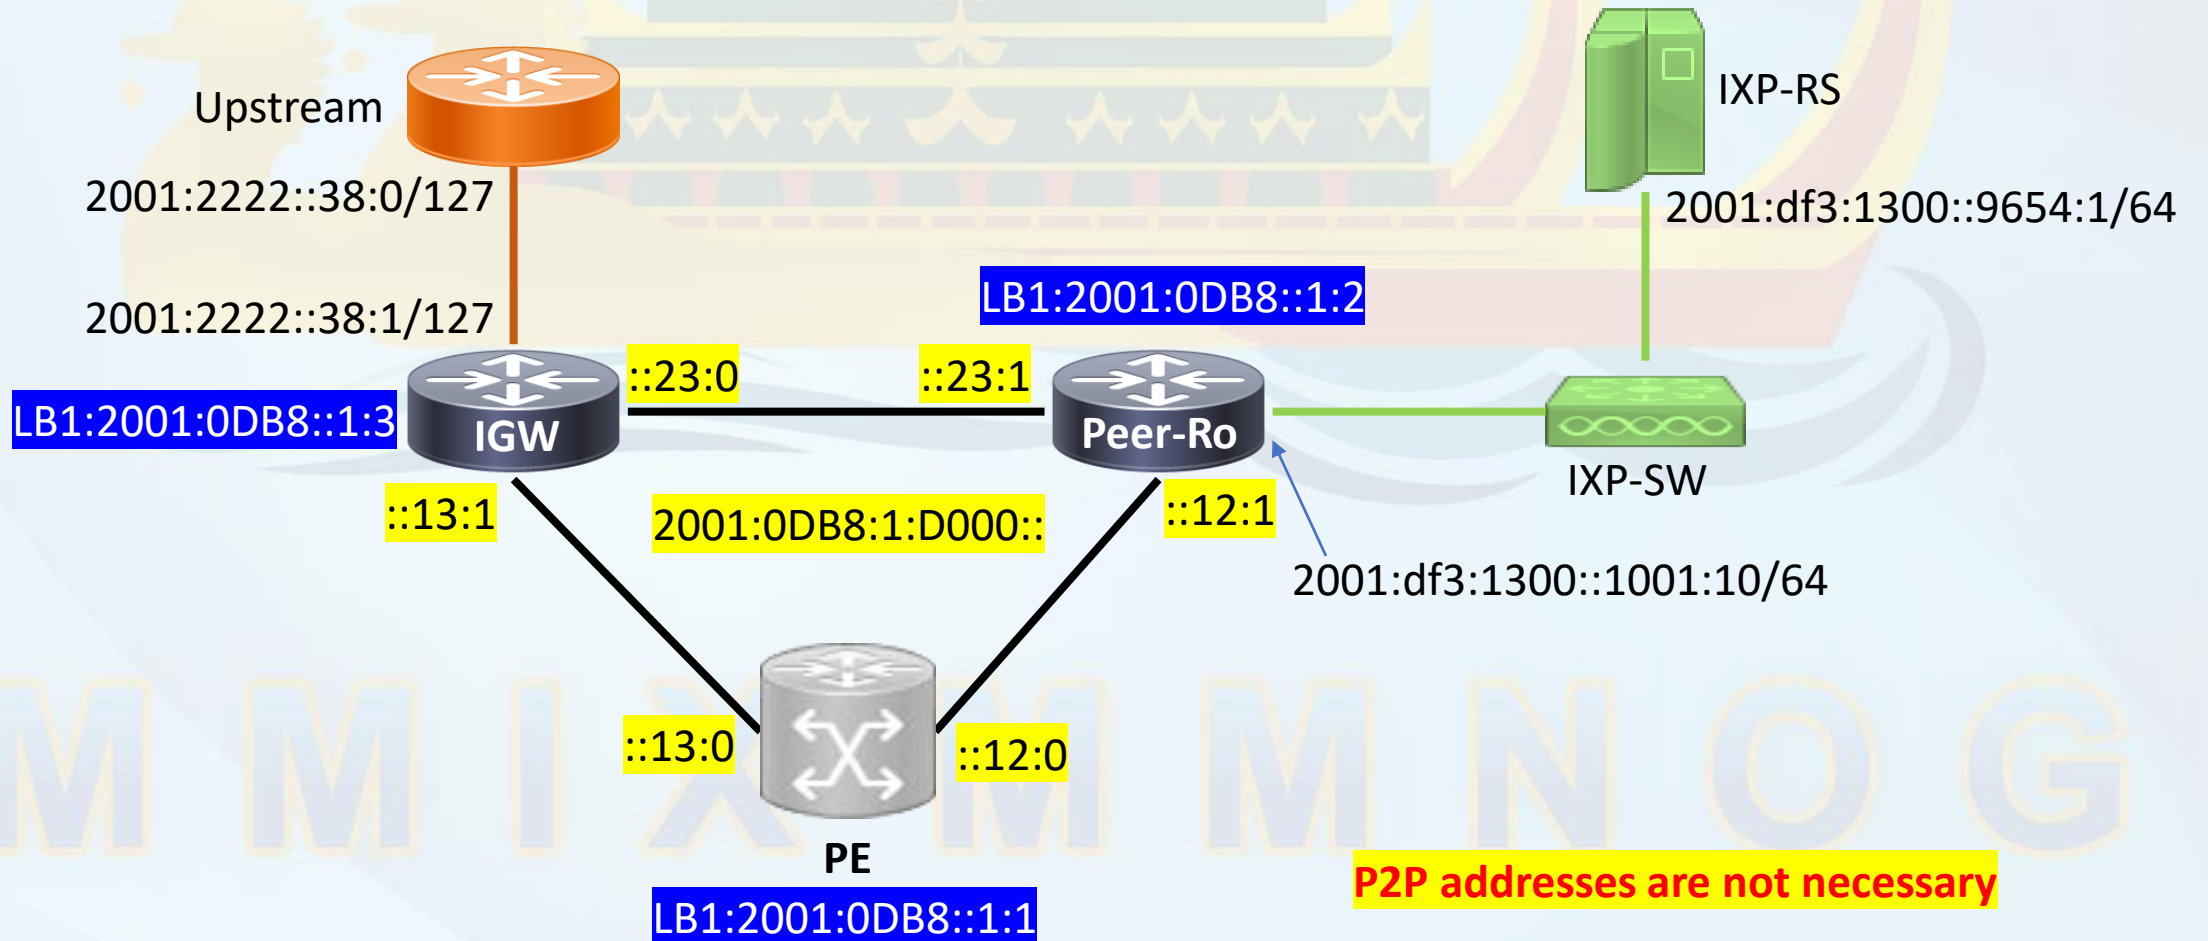 Upstream
IXP-RS
2001:2222::38:0/127
2001:df3:1300::9654:1/64
LB1:2001:0DB8::1:2
2001:2222::38:1/127
::23:0
::23:1
LB1:2001:0DB8::1:3
IGW
Peer-Ro
IXP-SW
::13:1
2001:0DB8:1:D000::
::12:1
2001:df3:1300::1001:10/64
::13:0
::12:0
PE
P2P addresses are not necessary
LB1:2001:0DB8::1:1
M M I X M M N O G